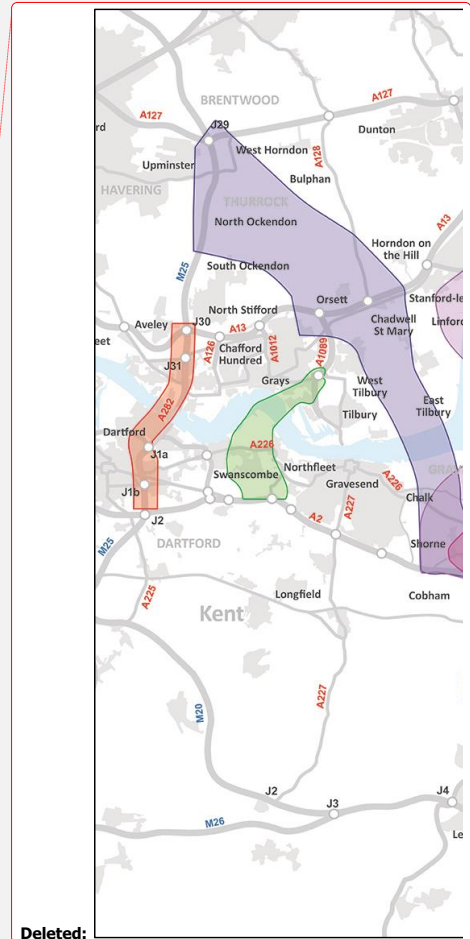 BRENTWOOD
A127
A127
J29
rd
Dunton
West Horndon
A128
Upminster
Bulphan
HAVERING
THURROCK
North Ockendon
A13
Horndon on
the Hill
M25
South Ockendon
Stanford-le
Orsett
North Stifford
Aveley
J30
A13
Chadwell
St Mary
Linford
eet
A126
Chafford
Hundred
A1012
A1089
J31
Grays
West
Tilbury
East
Tilbury
A282
Tilbury
Dartford
A226
J1a
Northfleet
Swanscombe
GRAV
Gravesend
A226
J1b
Chalk
A227
J2
A2
M25
DARTFORD
Shorne
A225
Longfield
Cobham
Kent
A227
M20
J2
J3
J4
M26
Le
Deleted: